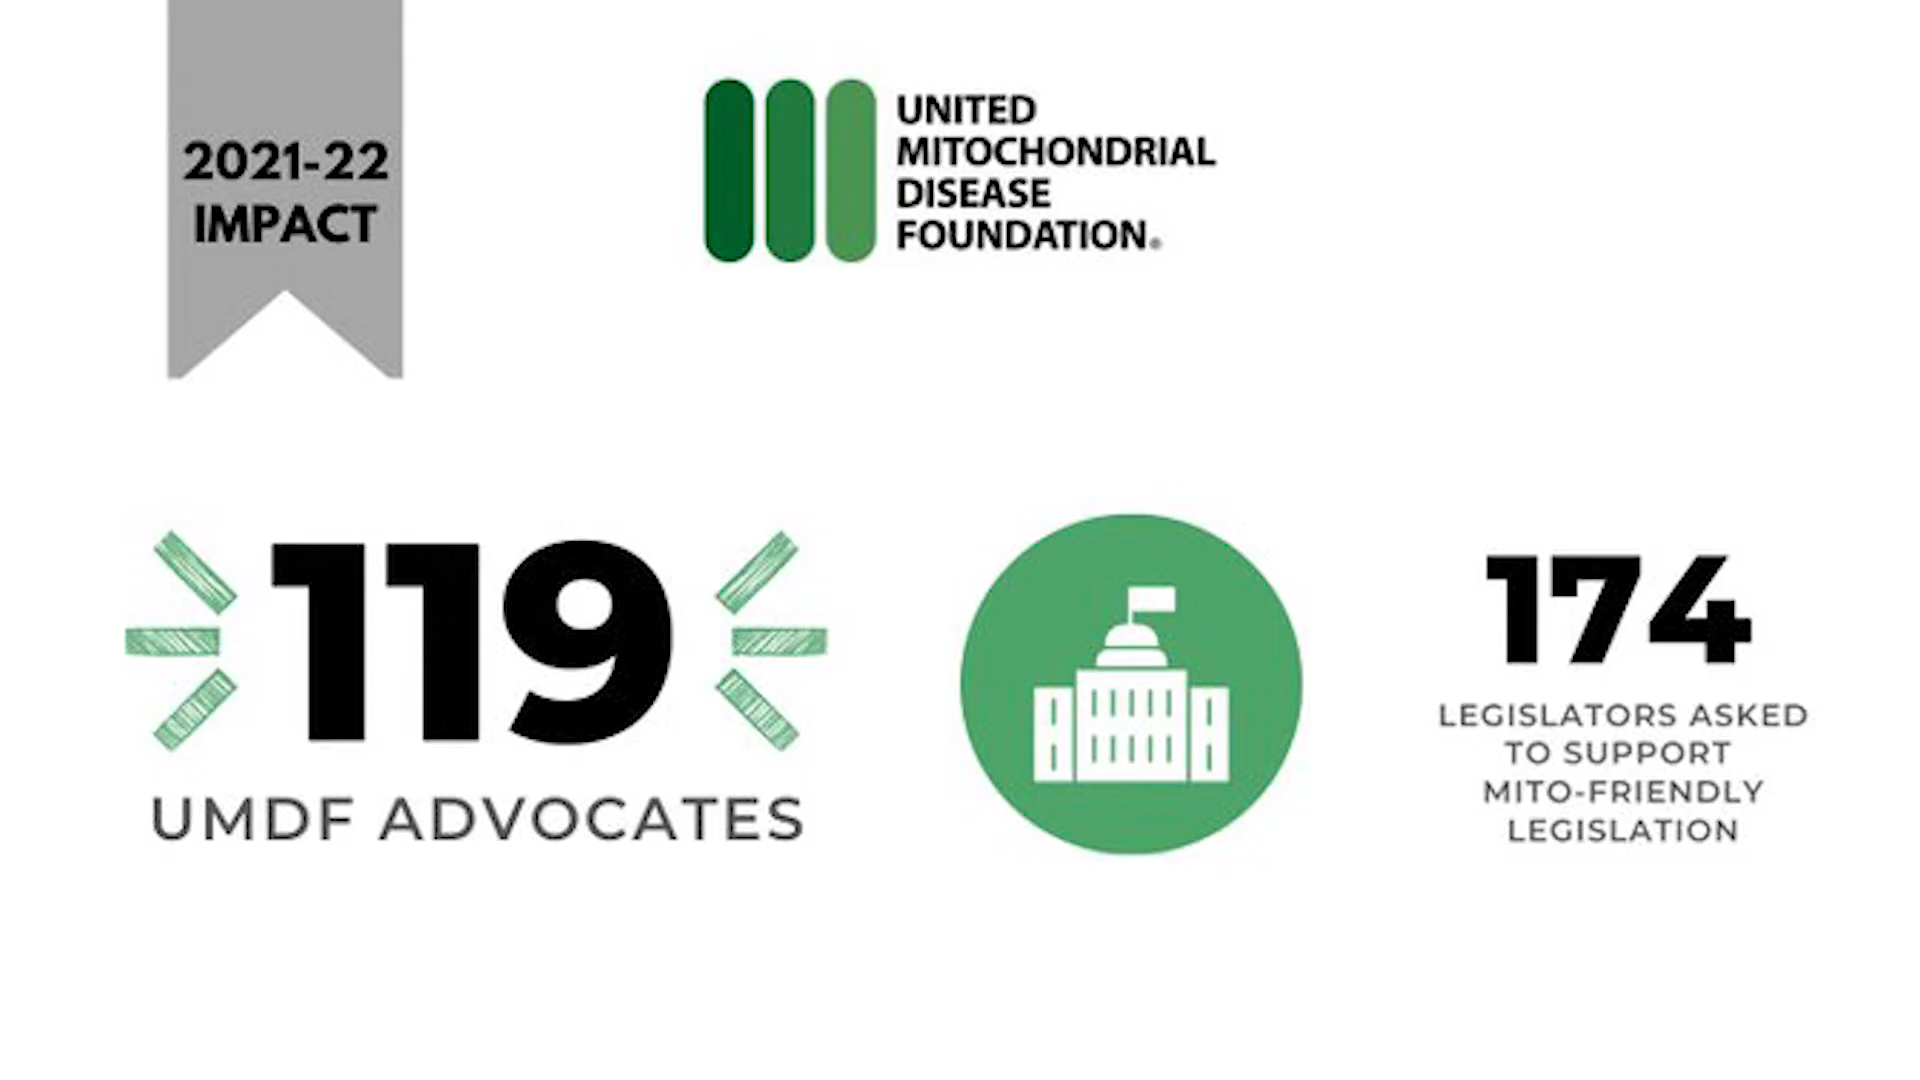 2021-22
IMPACT
UNITED
MITOCHONDRIAL
DISEASE
FOUNDATION®
119
UMDF ADVOCATES
174
LEGISLATORS ASKED
TO SUPPORT
MITO-FRIENDLY
LEGISLATION